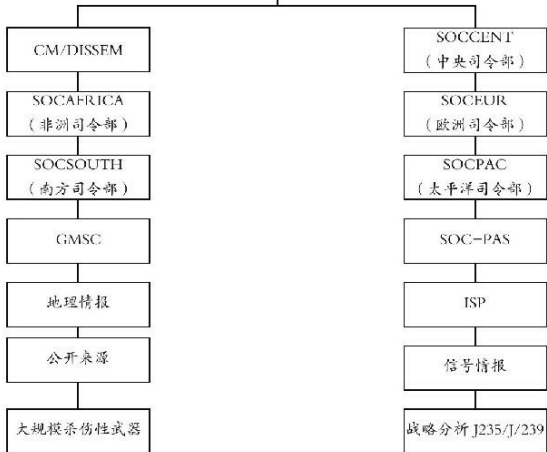 CM/DISSEM
SOCAFRICA
（非洲司令部）
SOCSOUTH
（南方司令部）
GMSC
地理情报
公开来源
大规模杀伤性武器
SOCCENT
（中央司令部）
SOCEUR
（欧洲司令部）
SOCPAC
（太平洋司令部）
SOC-PAS
ISP
信号情报
战略分析 J235/J/239